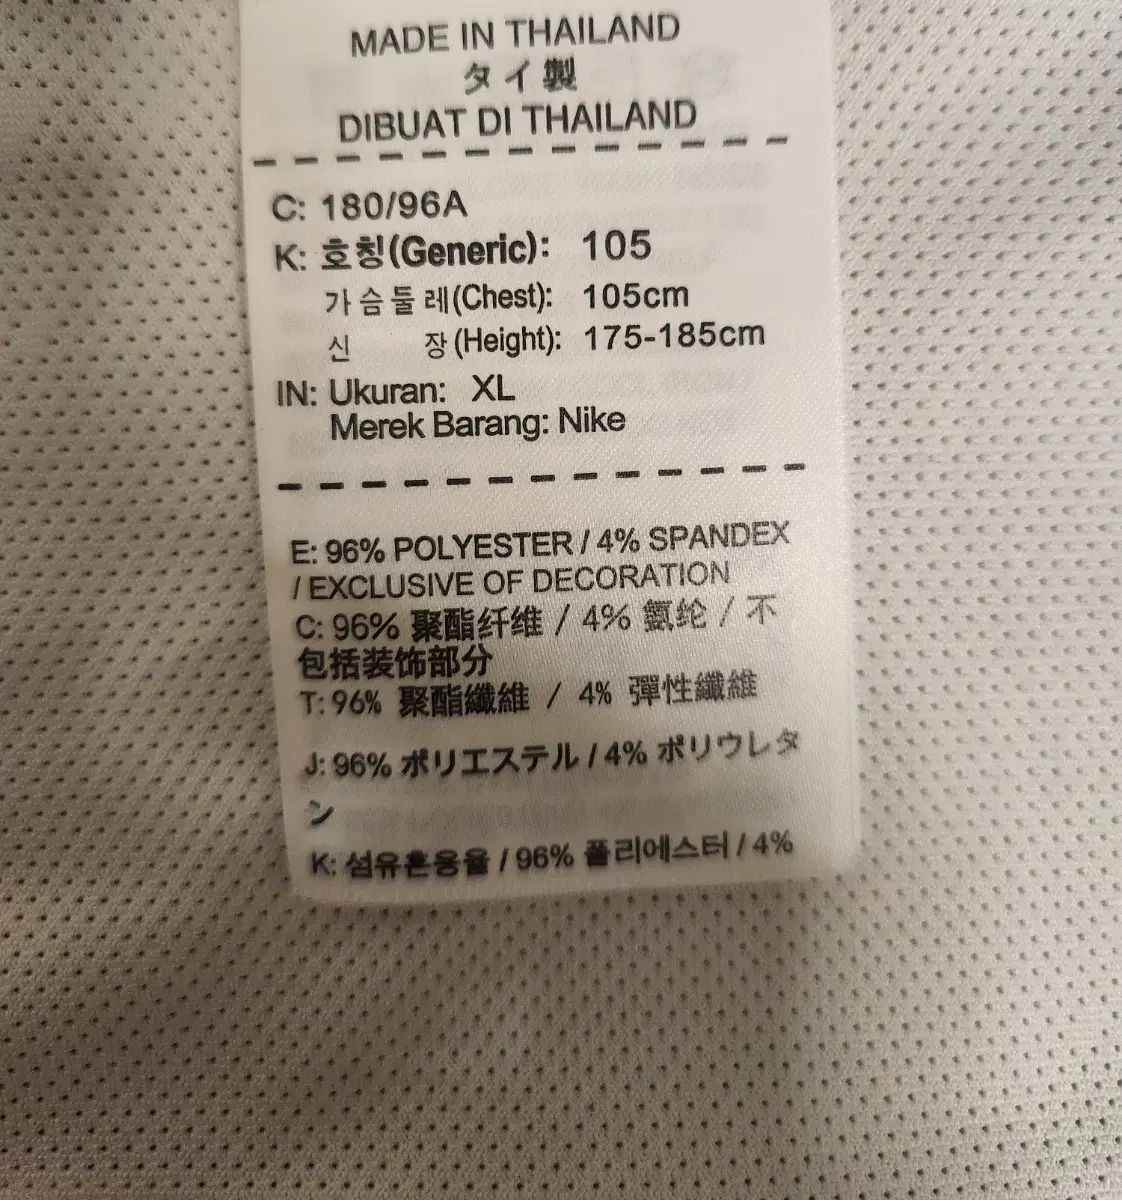 MADE IN THAILAND
タイ製
DIBUAT DI THAILAND
C: 180/96A
K: 호칭(Generic): 105
가슴둘레(Chest): 105cm
신 장(Height): 175-185cm
IN: Ukuran: XL
Merek Barang: Nike
E: 96% POLYESTER / 4% SPANDEX
/ EXCLUSIVE OF DECORATION
C: 96% 聚酯纤维 / 4% 氨纶 / 不
包括装饰部分
T: 96% 聚酯纖維 / 4% 彈性纖維
J: 96% ポリエステル / 4% ポリウレタ
ン
K: 섬유혼용율 / 96% 폴리에스터 / 4%